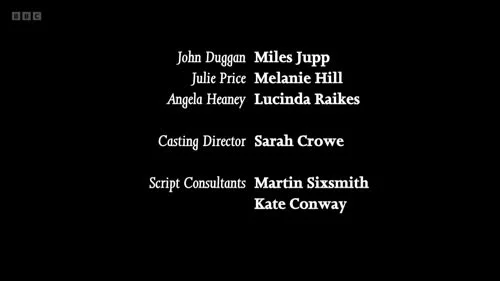 BBC
John Duggan Miles Jupp
Julie Price Melanie Hill
Angela Heaney Lucinda Raikes
Casting Director Sarah Crowe
Script Consultants Martin Sixsmith
Kate Conway